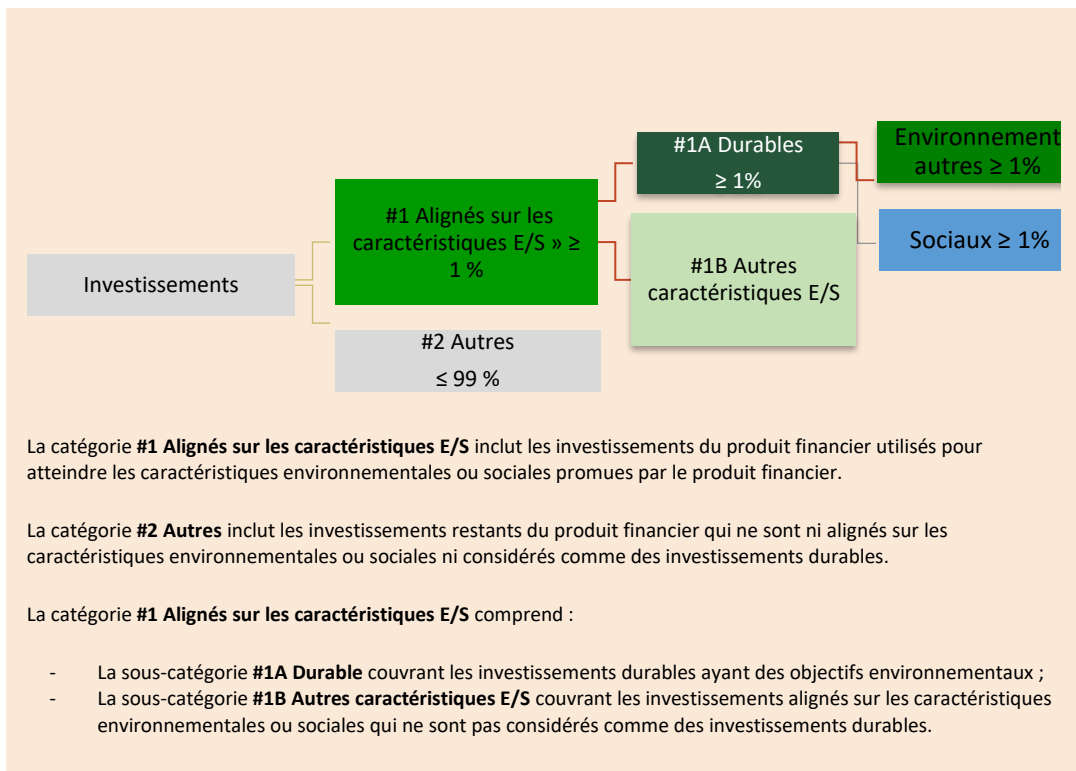 Investissements
#1 Alignés sur les
caractéristiques E/S » ≥
1 %
#2 Autres
≤ 99 %
#1A Durables
≥ 1%
#1B Autres
caractéristiques E/S
Environnement
autres ≥ 1%
Sociaux ≥ 1%
La catégorie #1 Alignés sur les caractéristiques E/S inclut les investissements du produit financier utilisés pour
atteindre les caractéristiques environnementales ou sociales promues par le produit financier.
La catégorie #2 Autres inclut les investissements restants du produit financier qui ne sont ni alignés sur les
caractéristiques environnementales ou sociales ni considérés comme des investissements durables.
La catégorie #1 Alignés sur les caractéristiques E/S comprend :
- La sous-catégorie #1A Durable couvrant les investissements durables ayant des objectifs environnementaux ;
- La sous-catégorie #1B Autres caractéristiques E/S couvrant les investissements alignés sur les caractéristiques
environnementales ou sociales qui ne sont pas considérés comme des investissements durables.